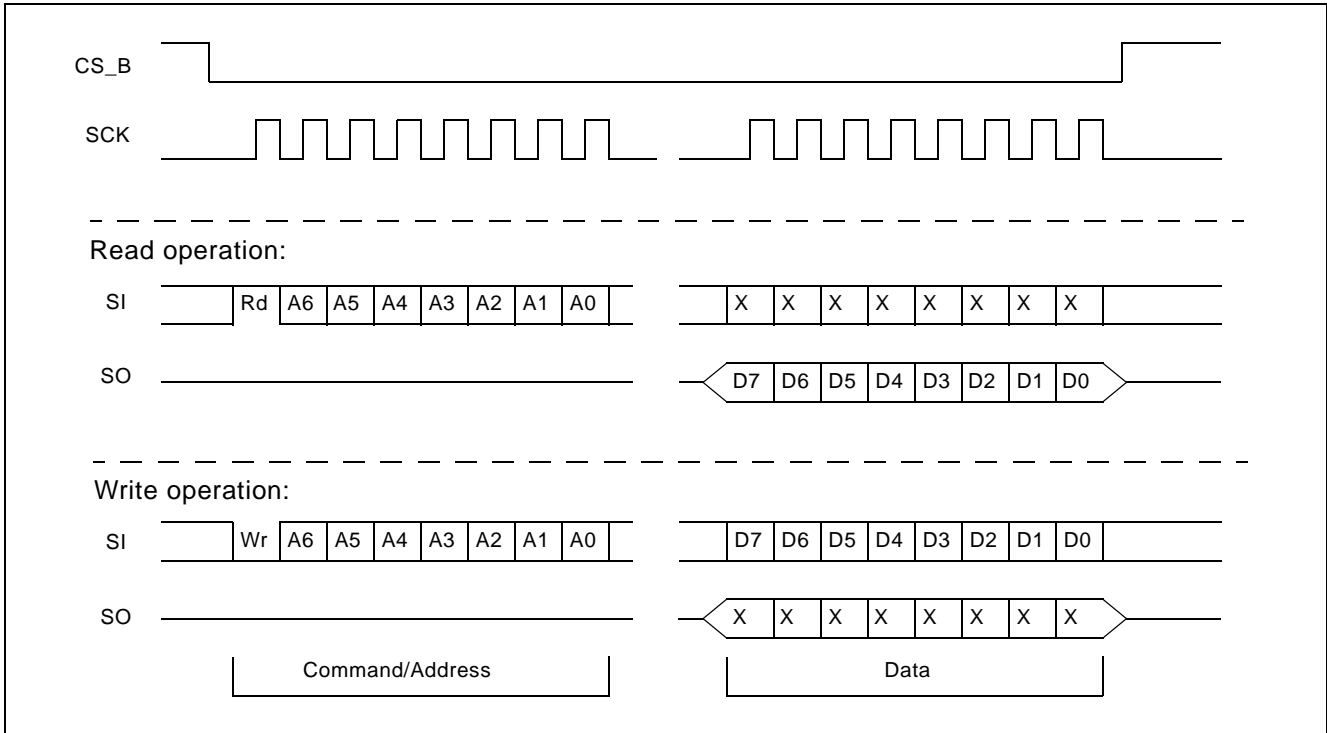 CS_B
SCK
Read operation:
SI Rd A6 A5 A4 A3 A2 A1 A0 X X X X X X X X
SO D7 D6 D5 D4 D3 D2 D1 D0
Write operation:
SI Wr A6 A5 A4 A3 A2 A1 A0 D7 D6 D5 D4 D3 D2 D1 D0
SO X X X X X X X X
Command/Address Data